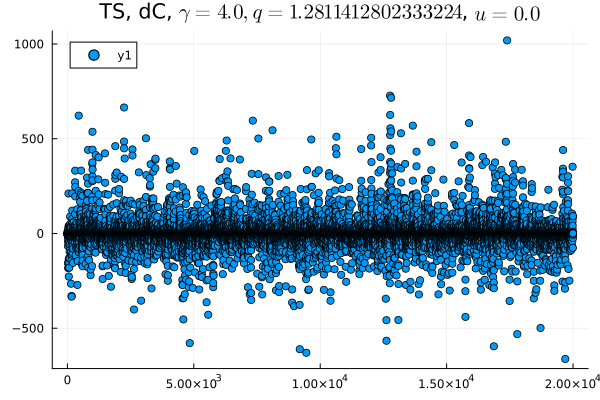 TS, dC, γ = 4.0, q = 1.2811412802333224, u = 0.0
y1
1000
500
0
−500
0 5.00×10³ 1.00×10⁴ 1.50×10⁴ 2.00×10⁴